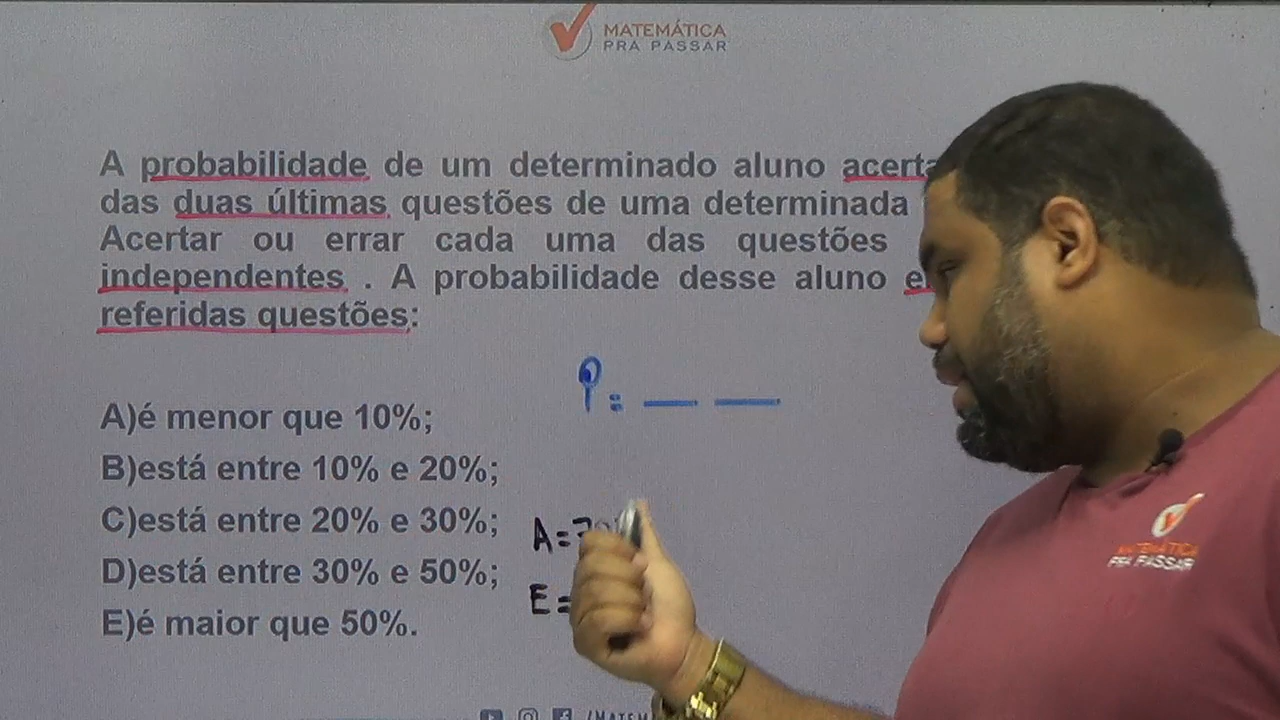 MATEMÁTICA
PRA PASSAR
A probabilidade de um determinado aluno
das duas últimas questões de uma determinada
Acertar ou errar cada uma das questões
independentes . A probabilidade desse aluno
referidas questões:
P=
A)é menor que 10%;
B)está entre 10% e 20%;
C)está entre 20% e 30%;
A=
D)está entre 30% e 50%;
E=
E)é maior que 50%.
MATEMÁTICA
PRA PASSAR